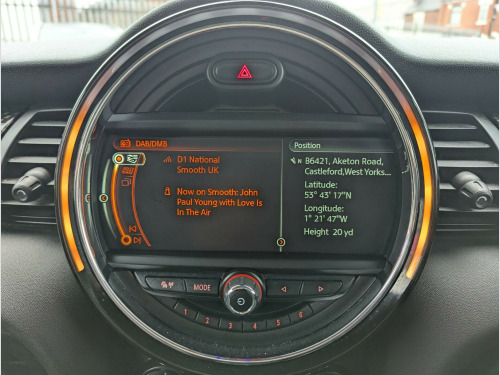 DAB/DMB
D1 National
Smooth UK
Now on Smooth: John
Paul Young with Love Is
In The Air
Position
N B6421, Aketon Road,
Castleford,West Yorks...
Latitude:
53° 43' 17"N
Longitude:
1° 21' 47"W
Height 20 yd
MODE
1 2 3 4 5 6